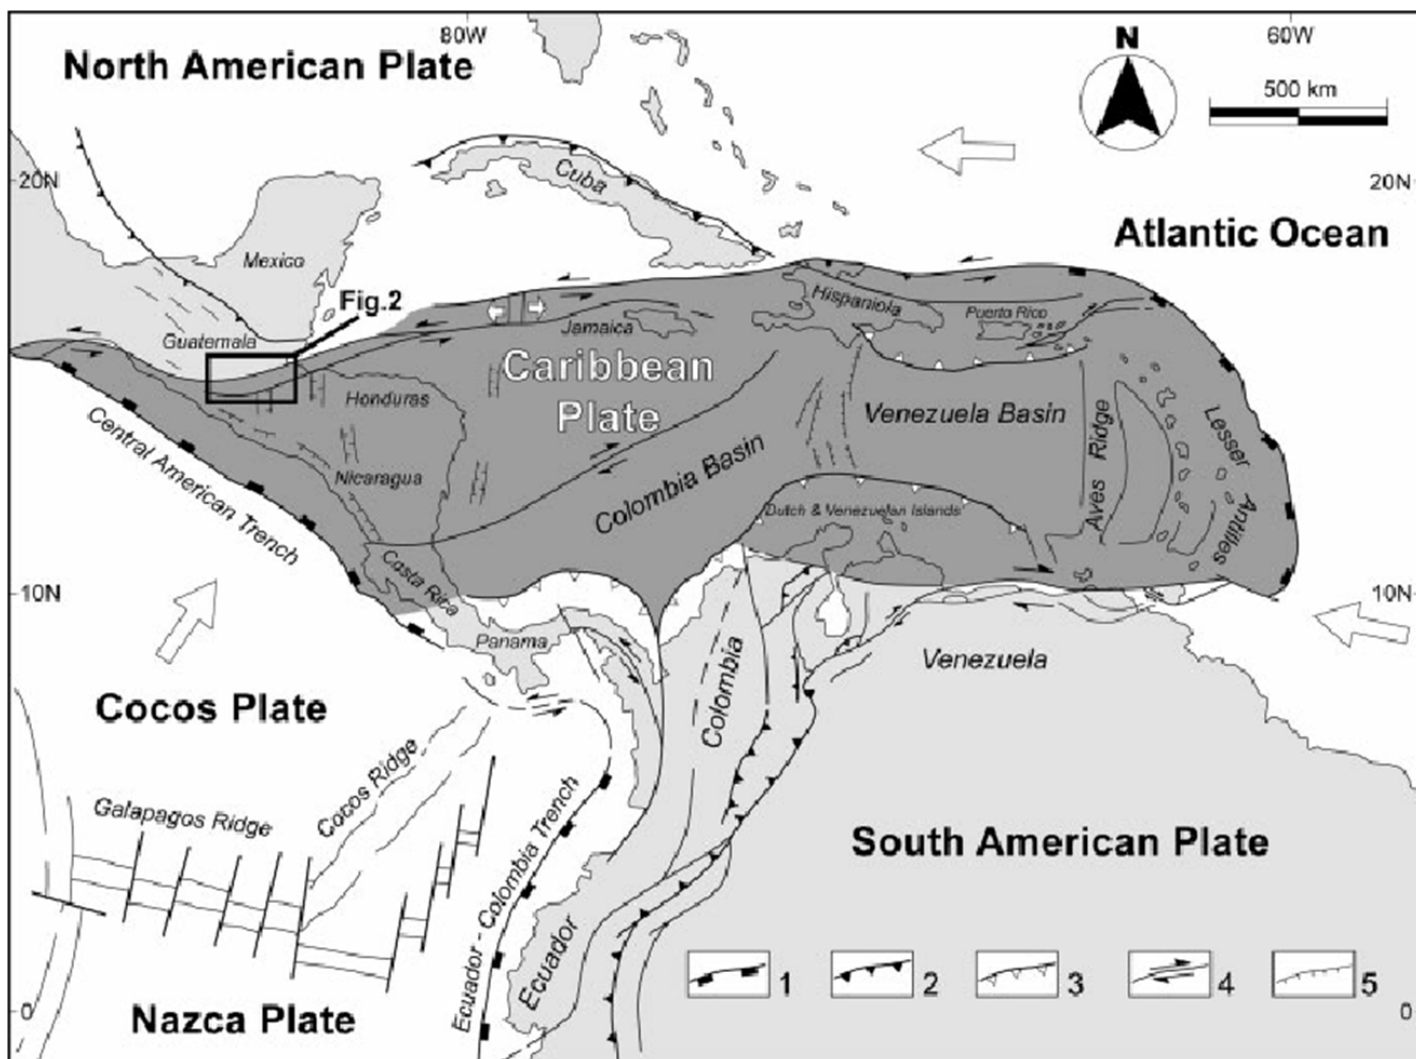 80W
60W
North American Plate
N
500 km
20N
20N
Cuba
Atlantic Ocean
Mexico
Fig.2
Hispaniola
Puerto Rico
Guatemala
Jamaica
Caribbean
Plate
Honduras
Venezuela Basin
Aves Ridge
Lesser
Antilles
Central American Trench
Nicaragua
Colombia Basin
'Dutch & Venezuelan Islands'
Costa Rica
10N
10N
Panama
Colombia
Venezuela
Cocos Plate
Cocos Ridge
Galapagos Ridge
Ecuador - Colombia Trench
South American Plate
Ecuador
1
2
3
4
5
Nazca Plate
0
0